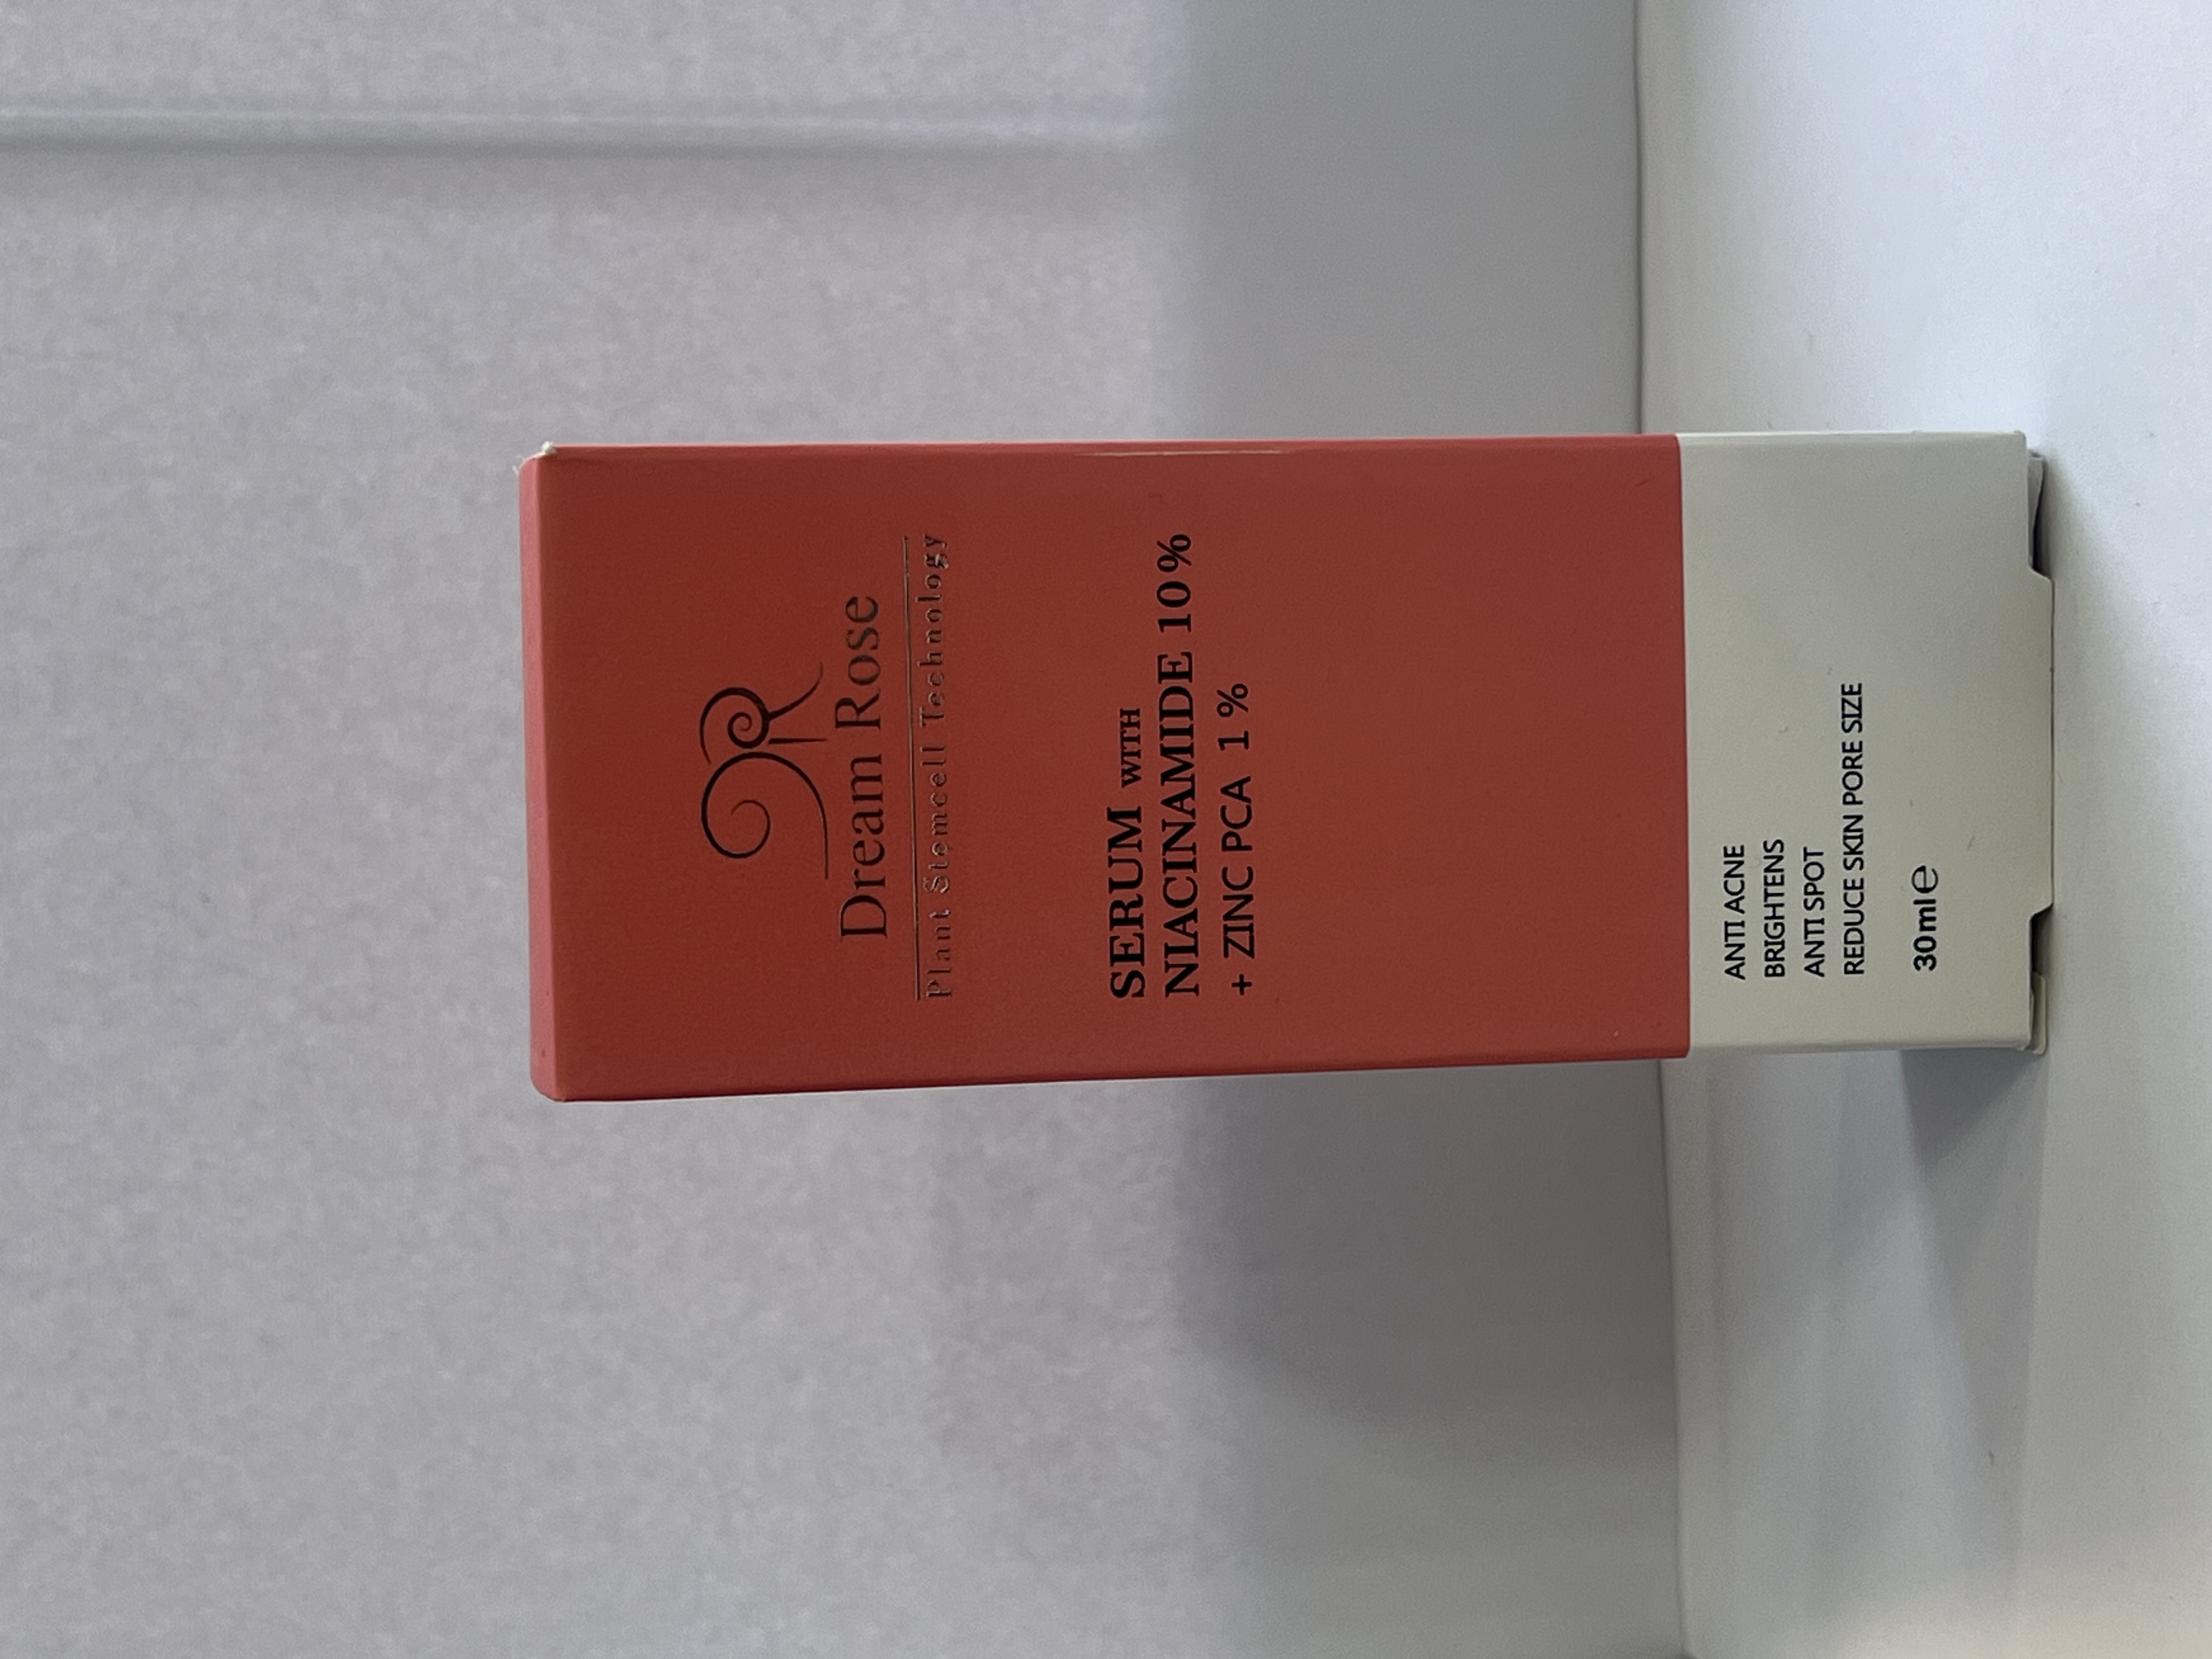 Dream Rose
Plant Stemcell Technology
SERUM WITH
NIACINAMIDE 10%
+ ZINC PCA 1 %
ANTI ACNE
BRIGHTENS
ANTI SPOT
REDUCE SKIN PORE SIZE
30ml℮